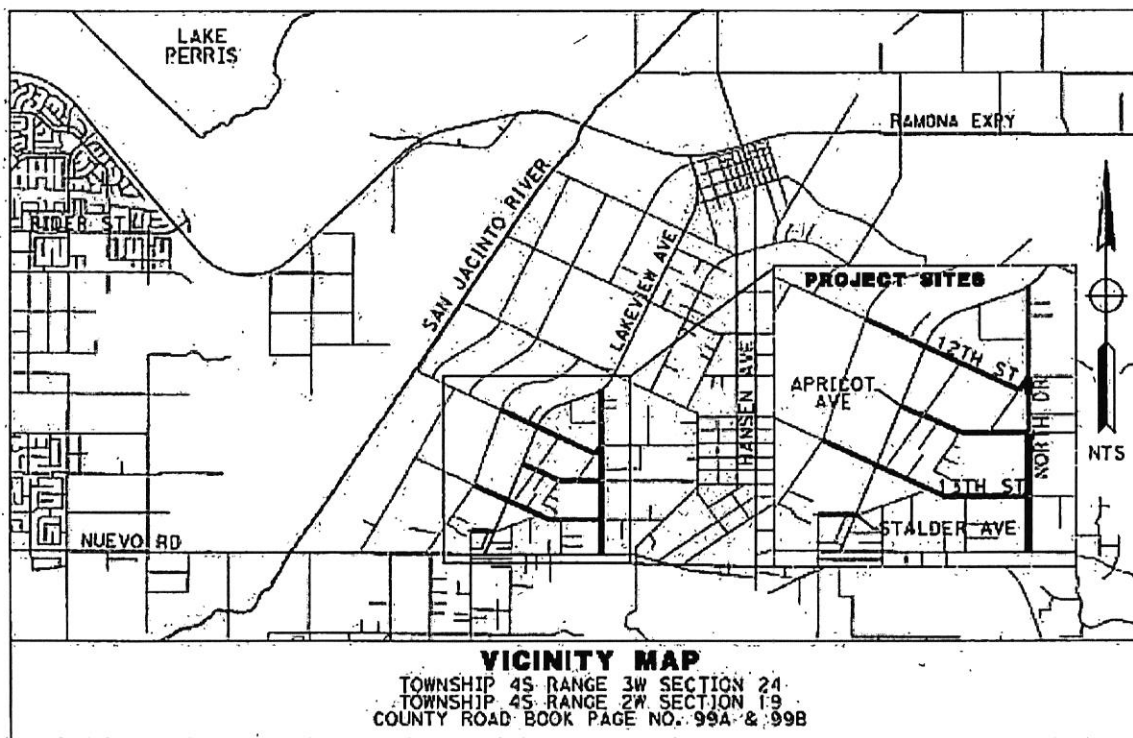 LAKE
PERRIS
RAMONA EXPY
RIDER ST
SAN JACINTO RIVER
LAKEVIEW AVE
HANSEN AVE
PROJECT SITES
12TH ST
APRICOT
AVE
NORTH DR
NTS
13TH ST
STALDER AVE
NUEVO RD
VICINITY MAP
TOWNSHIP 4S RANGE 3W SECTION 24
TOWNSHIP 4S RANGE 2W SECTION 19
COUNTY ROAD BOOK PAGE NO. 99A & 99B